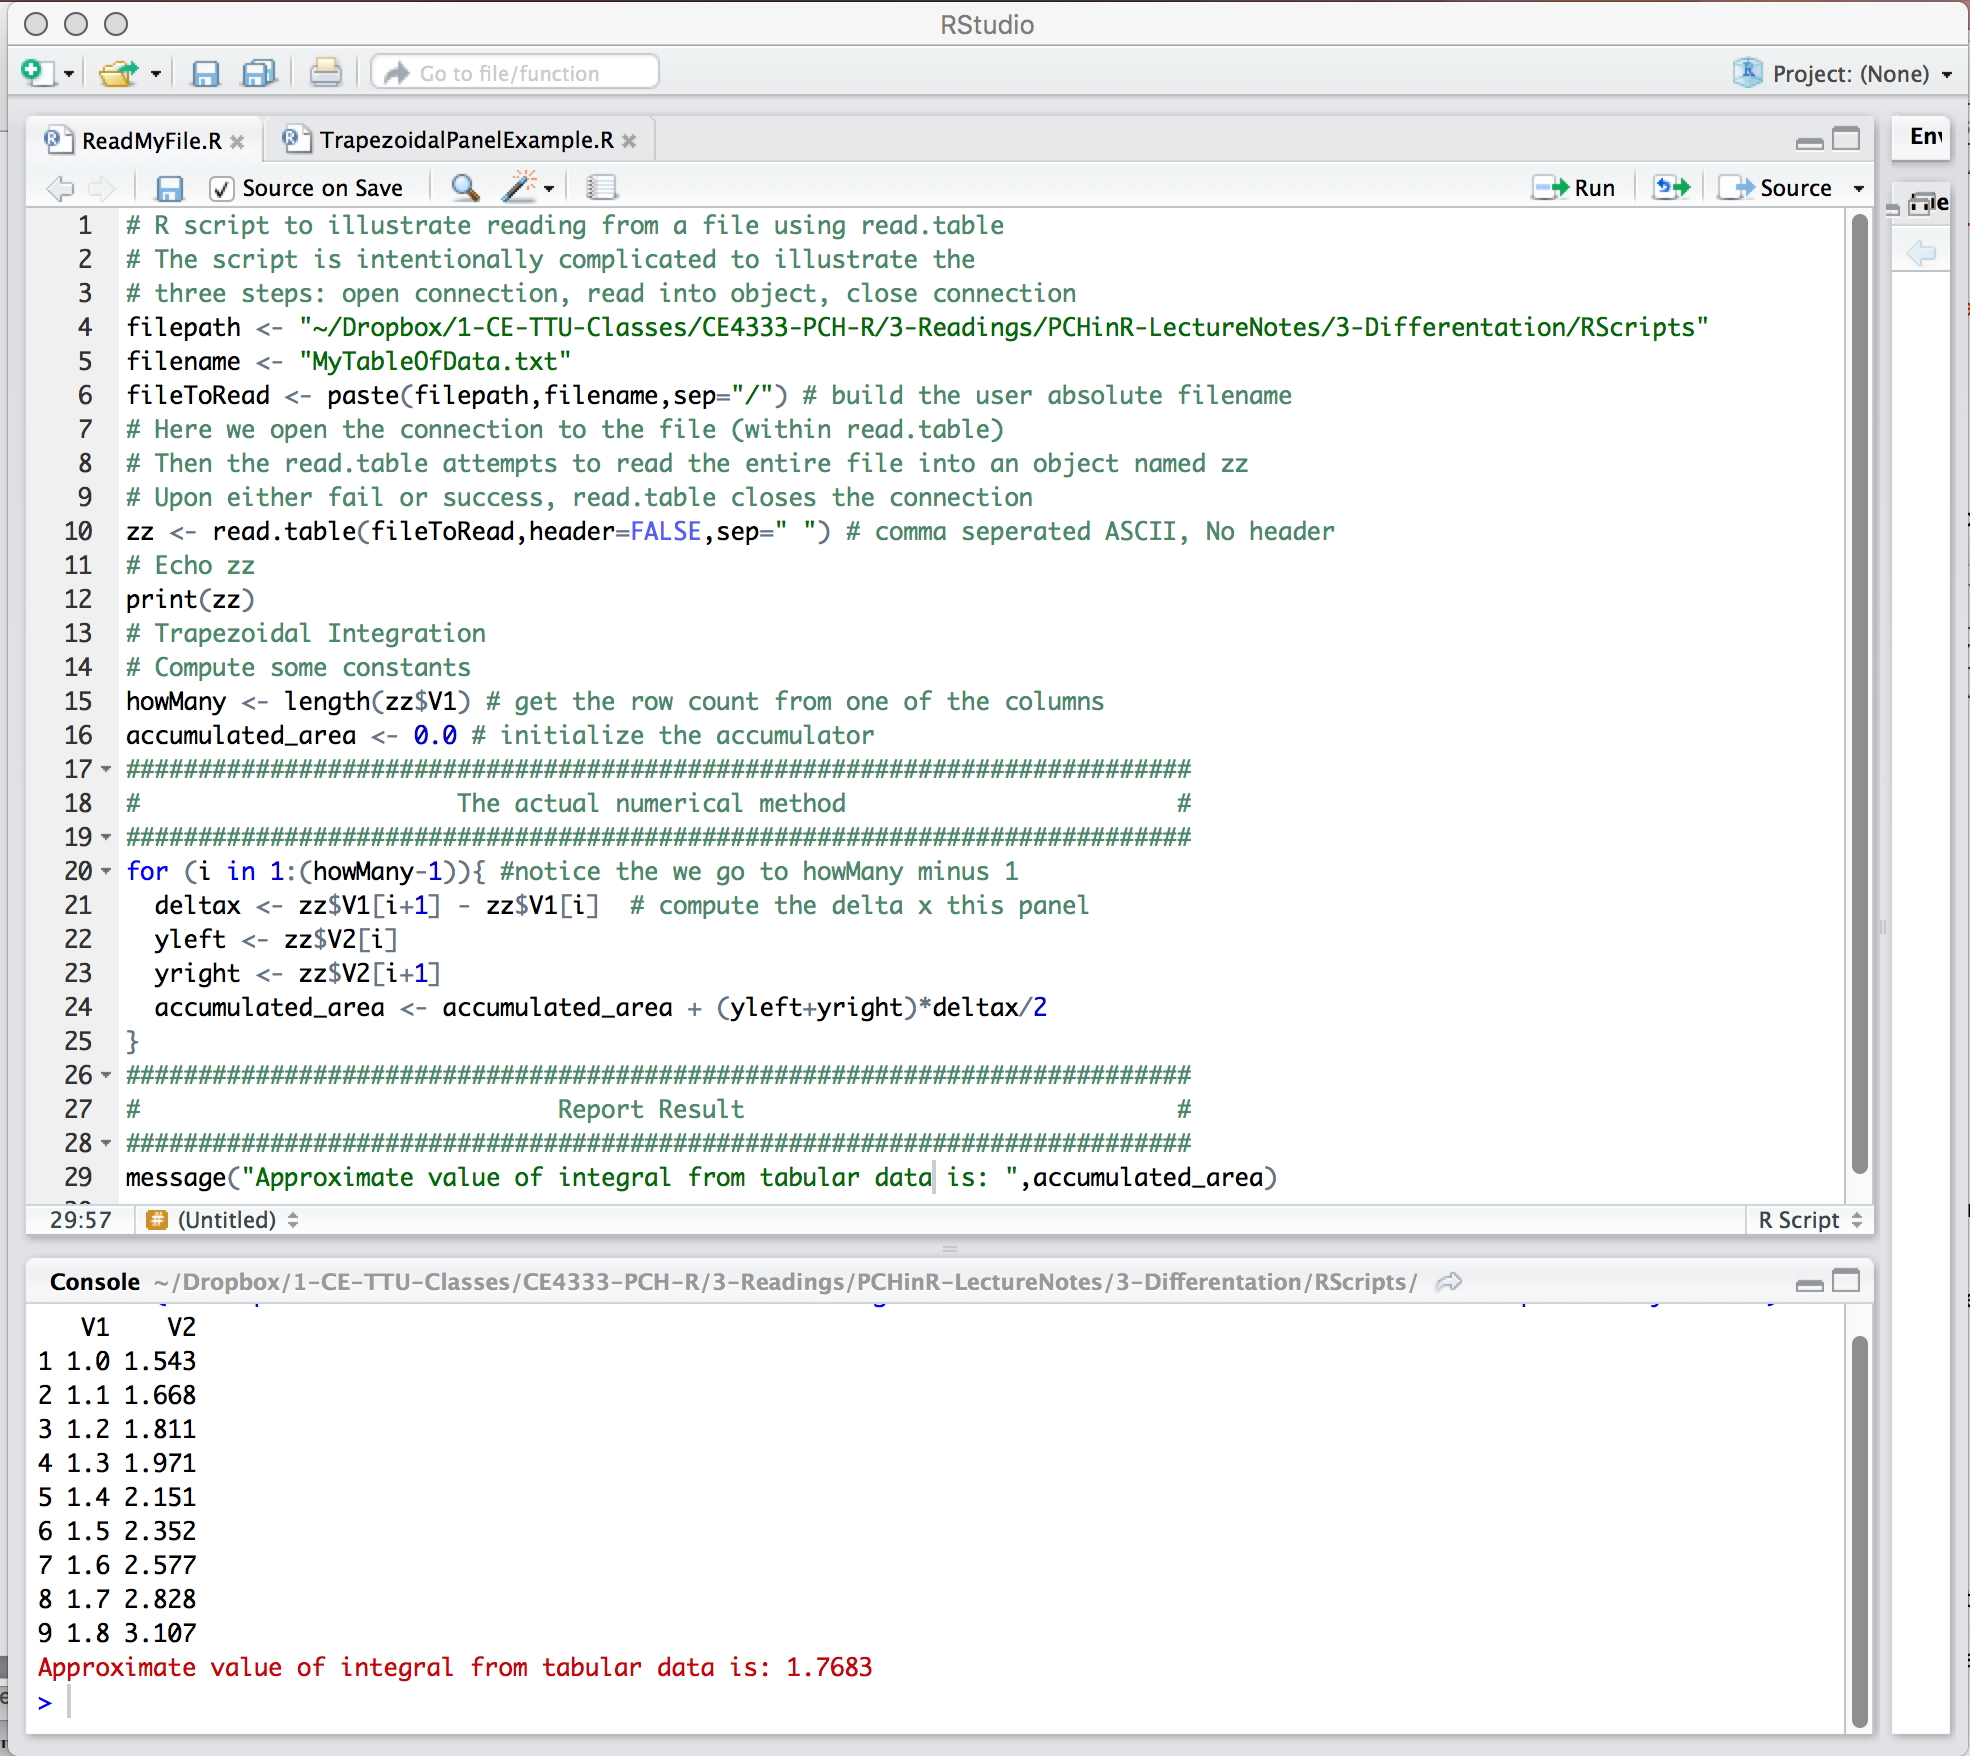 RStudio
Go to file/function
Project: (None)
ReadMyFile.R
TrapezoidalPanelExample.R
Source on Save
Run
Source
1 # R script to illustrate reading from a file using read.table
2 # The script is intentionally complicated to illustrate the
3 # three steps: open connection, read into object, close connection
4 filepath <- "~/Dropbox/1-CE-TTU-Classes/CE4333-PCH-R/3-Readings/PCHinR-LectureNotes/3-Differentation/RScripts"
5 filename <- "MyTableOfData.txt"
6 fileToRead <- paste(filepath,filename,sep="/") # build the user absolute filename
7 # Here we open the connection to the file (within read.table)
8 # Then the read.table attempts to read the entire file into an object named zz
9 # Upon either fail or success, read.table closes the connection
10 zz <- read.table(fileToRead,header=FALSE,sep=" ") # comma seperated ASCII, No header
11 # Echo zz
12 print(zz)
13 # Trapezoidal Integration
14 # Compute some constants
15 howMany <- length(zz$V1) # get the row count from one of the columns
16 accumulated_area <- 0.0 # initialize the accumulator
17 ##########################################################################
18 #                      The actual numerical method                       #
19 ##########################################################################
20 for (i in 1:(howMany-1)){ #notice the we go to howMany minus 1
21   deltax <- zz$V1[i+1] - zz$V1[i]  # compute the delta x this panel
22   yleft <- zz$V2[i]
23   yright <- zz$V2[i+1]
24   accumulated_area <- accumulated_area + (yleft+yright)*deltax/2
25 }
26 ##########################################################################
27 #                             Report Result                              #
28 ##########################################################################
29 message("Approximate value of integral from tabular data is: ",accumulated_area)
29:57
(Untitled)
R Script
Console ~/Dropbox/1-CE-TTU-Classes/CE4333-PCH-R/3-Readings/PCHinR-LectureNotes/3-Differentation/RScripts/
V1 V2
1 1.0 1.543
2 1.1 1.668
3 1.2 1.811
4 1.3 1.971
5 1.4 2.151
6 1.5 2.352
7 1.6 2.577
8 1.7 2.828
9 1.8 3.107
Approximate value of integral from tabular data is: 1.7683
>